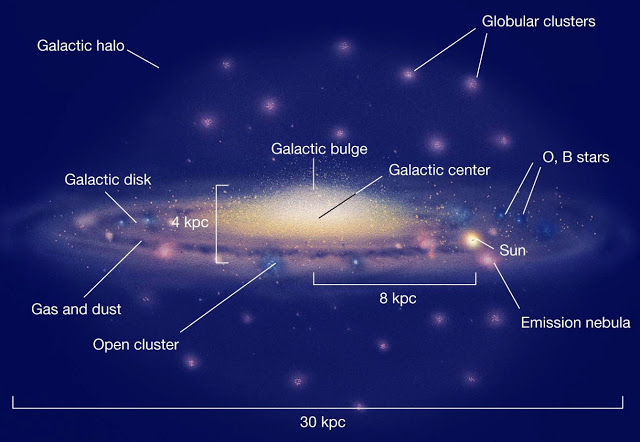 Globular clusters
Galactic halo
Galactic bulge
O, B stars
Galactic center
Galactic disk
4 kpc
Sun
8 kpc
Gas and dust
Emission nebula
Open cluster
30 kpc